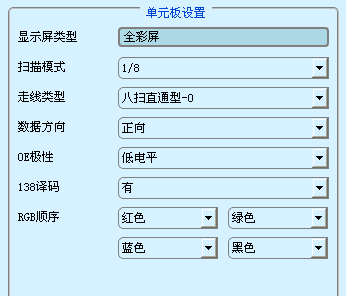 单元板设置
显示屏类型 全彩屏
扫描模式 1/8
走线类型 八扫直通型-0
数据方向 正向
OE极性 低电平
138译码 有
RGB顺序 红色 绿色
蓝色 黑色